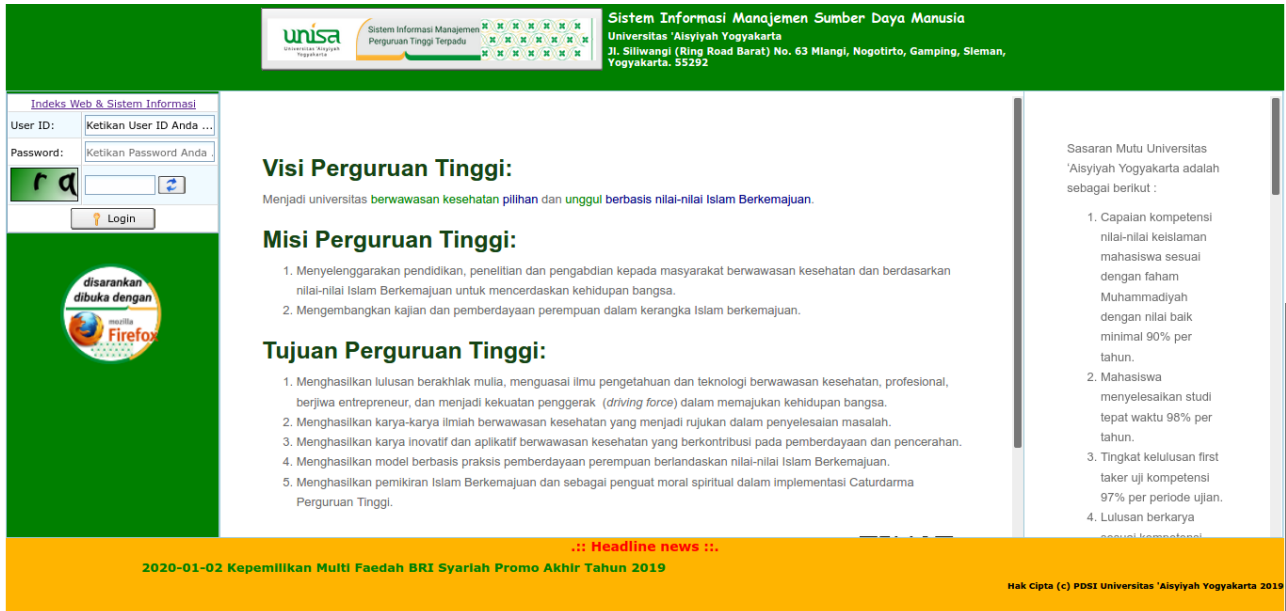 unisa
Universitas 'Aisyiyah
Yogyakarta
Sistem Informasi Manajemen
Perguruan Tinggi Terpadu
Sistem Informasi Manajemen Sumber Daya Manusia
Universitas 'Aisyiyah Yogyakarta
Jl. Siliwangi (Ring Road Barat) No. 63 Mlangi, Nogotirto, Gamping, Sleman,
Yogyakarta. 55292
Indeks Web & Sistem Informasi
User ID: Ketikan User ID Anda ...
Password: Ketikan Password Anda .
r a
Login
disarankan
dibuka dengan
mozilla
Firefox
Visi Perguruan Tinggi:
Menjadi universitas berwawasan kesehatan pilihan dan unggul berbasis nilai-nilai Islam Berkemajuan.
Misi Perguruan Tinggi:
1. Menyelenggarakan pendidikan, penelitian dan pengabdian kepada masyarakat berwawasan kesehatan dan berdasarkan
nilai-nilai Islam Berkemajuan untuk mencerdaskan kehidupan bangsa.
2. Mengembangkan kajian dan pemberdayaan perempuan dalam kerangka Islam berkemajuan.
Tujuan Perguruan Tinggi:
1. Menghasilkan lulusan berakhlak mulia, menguasai ilmu pengetahuan dan teknologi berwawasan kesehatan, profesional,
berjiwa entrepreneur, dan menjadi kekuatan penggerak (driving force) dalam memajukan kehidupan bangsa.
2. Menghasilkan karya-karya ilmiah berwawasan kesehatan yang menjadi rujukan dalam penyelesaian masalah.
3. Menghasilkan karya inovatif dan aplikatif berwawasan kesehatan yang berkontribusi pada pemberdayaan dan pencerahan.
4. Menghasilkan model berbasis praksis pemberdayaan perempuan berlandaskan nilai-nilai Islam Berkemajuan.
5. Menghasilkan pemikiran Islam Berkemajuan dan sebagai penguat moral spiritual dalam implementasi Caturdarma
Perguruan Tinggi.
Sasaran Mutu Universitas
'Aisyiyah Yogyakarta adalah
sebagai berikut :
1. Capaian kompetensi
nilai-nilai keislaman
mahasiswa sesuai
dengan faham
Muhammadiyah
dengan nilai baik
minimal 90% per
tahun.
2. Mahasiswa
menyelesaikan studi
tepat waktu 98% per
tahun.
3. Tingkat kelulusan first
taker uji kompetensi
97% per periode ujian.
4. Lulusan berkarya
sesuai kompetensi
.:: Headline news ::.
2020-01-02 Kepemilikan Multi Faedah BRI Syariah Promo Akhir Tahun 2019
Hak Cipta (c) PDSI Universitas 'Aisyiyah Yogyakarta 2019